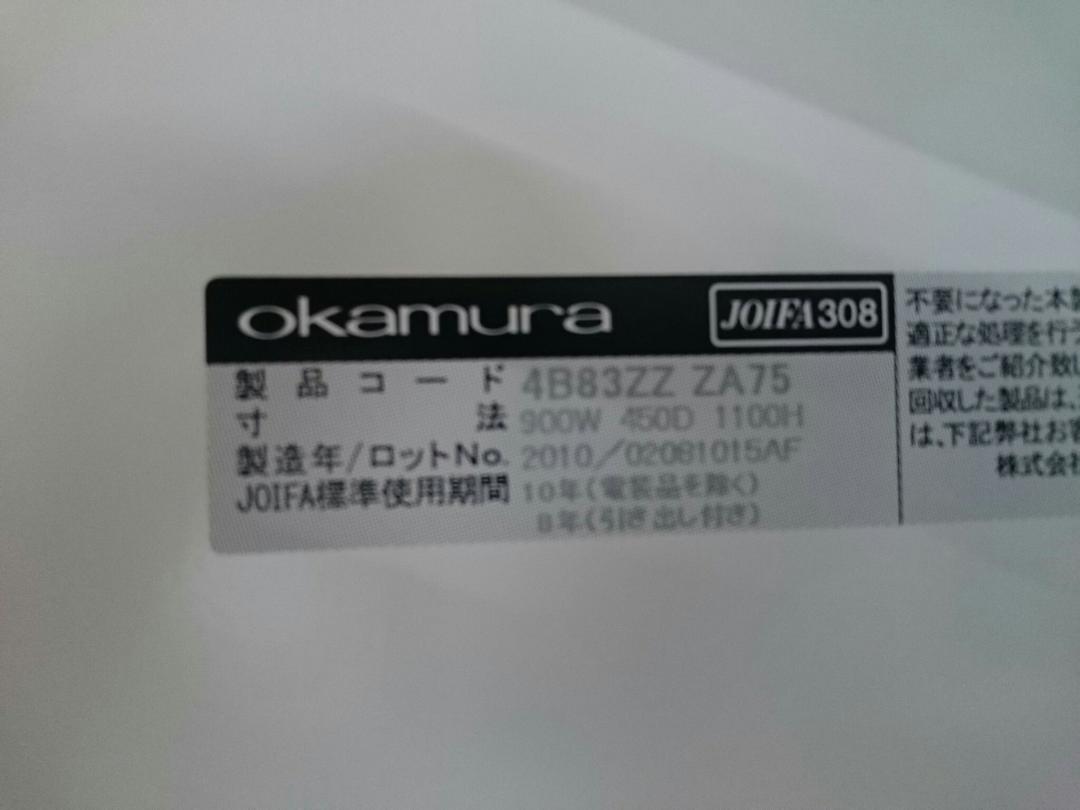 okamura JOIFA308
製品コード 4B83ZZ ZA75
寸法 900W 450D 1100H
製造年/ロットNo. 2010/02081015AF
JOIFA標準使用期間 10年(電装品を除く)
8年(引き出し付き)
不要になった本製
適正な処理を行う
業者をご紹介致し
回収した製品は、
は、下記弊社お客
株式会社